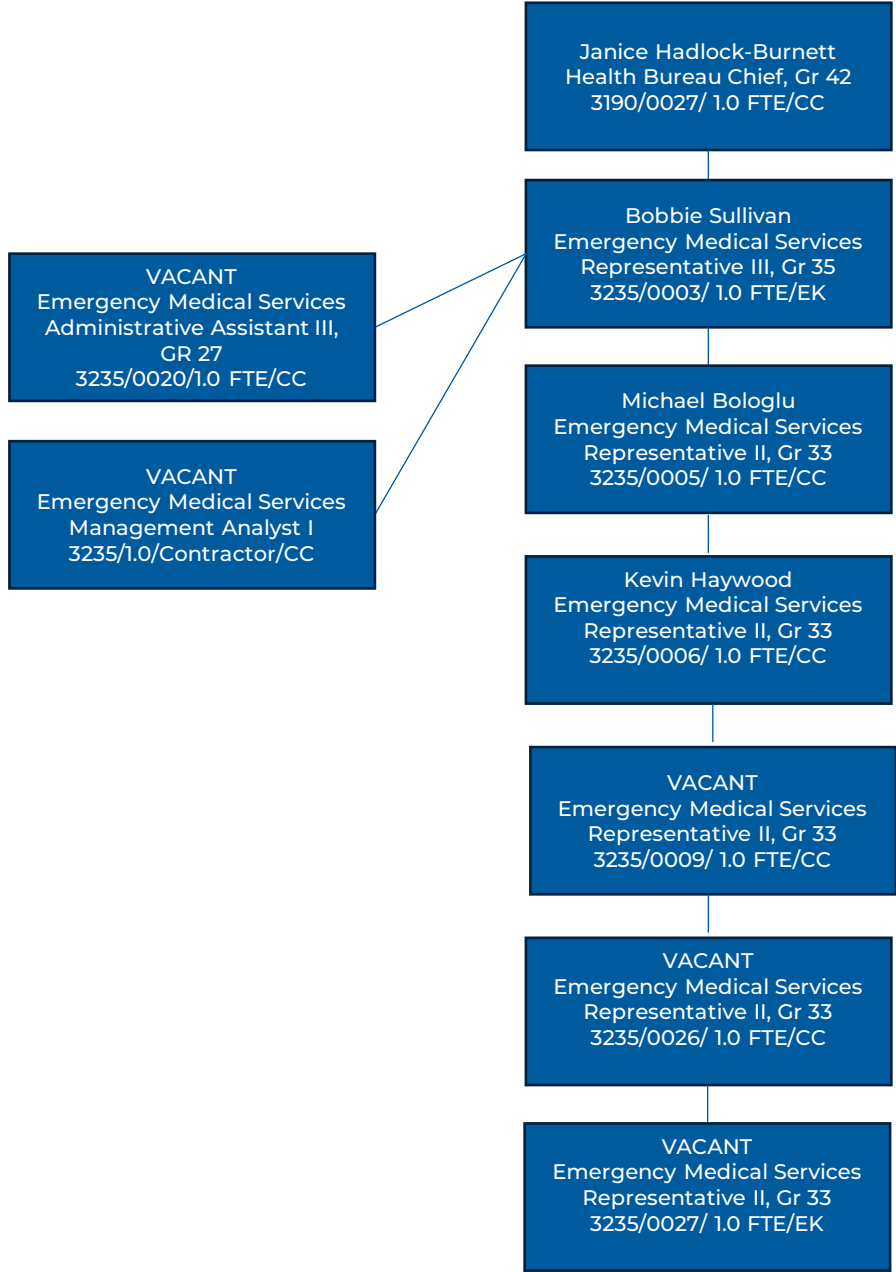 Janice Hadlock-Burnett
Health Bureau Chief, Gr 42
3190/0027/ 1.0 FTE/CC
Bobbie Sullivan
Emergency Medical Services
Representative III, Gr 35
3235/0003/ 1.0 FTE/EK
VACANT
Emergency Medical Services
Administrative Assistant III,
GR 27
3235/0020/1.0 FTE/CC
VACANT
Emergency Medical Services
Management Analyst I
3235/1.0/Contractor/CC
Michael Bologlu
Emergency Medical Services
Representative II, Gr 33
3235/0005/ 1.0 FTE/CC
Kevin Haywood
Emergency Medical Services
Representative II, Gr 33
3235/0006/ 1.0 FTE/CC
VACANT
Emergency Medical Services
Representative II, Gr 33
3235/0009/ 1.0 FTE/CC
VACANT
Emergency Medical Services
Representative II, Gr 33
3235/0026/ 1.0 FTE/CC
VACANT
Emergency Medical Services
Representative II, Gr 33
3235/0027/ 1.0 FTE/EK